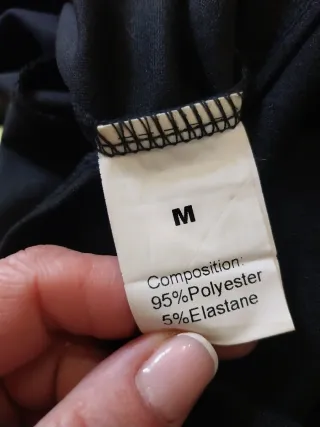 M
Composition:
95%Polyester
5%Elastane